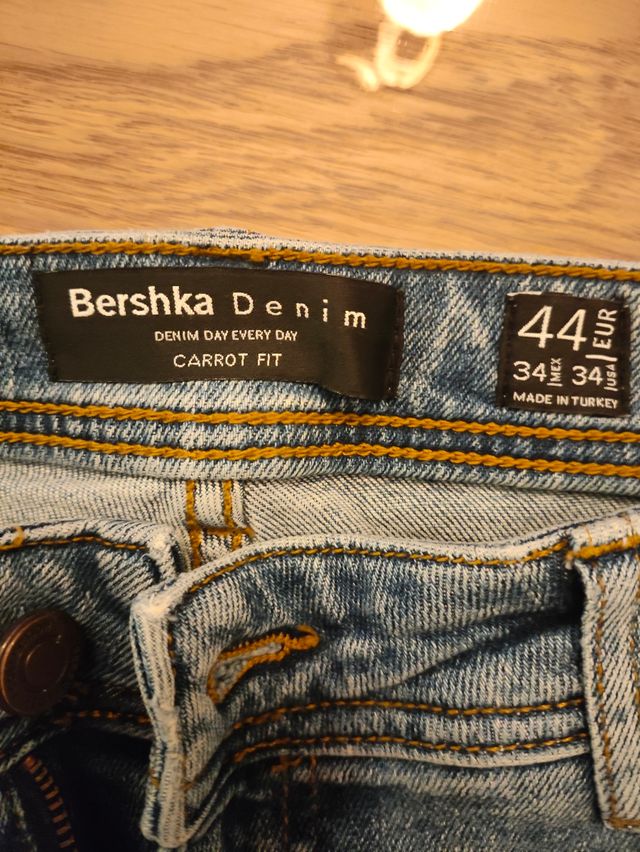 Bershka Denim
DENIM DAY EVERY DAY
CARROT FIT
44 EUR
34 MEX 34 USA
MADE IN TURKEY